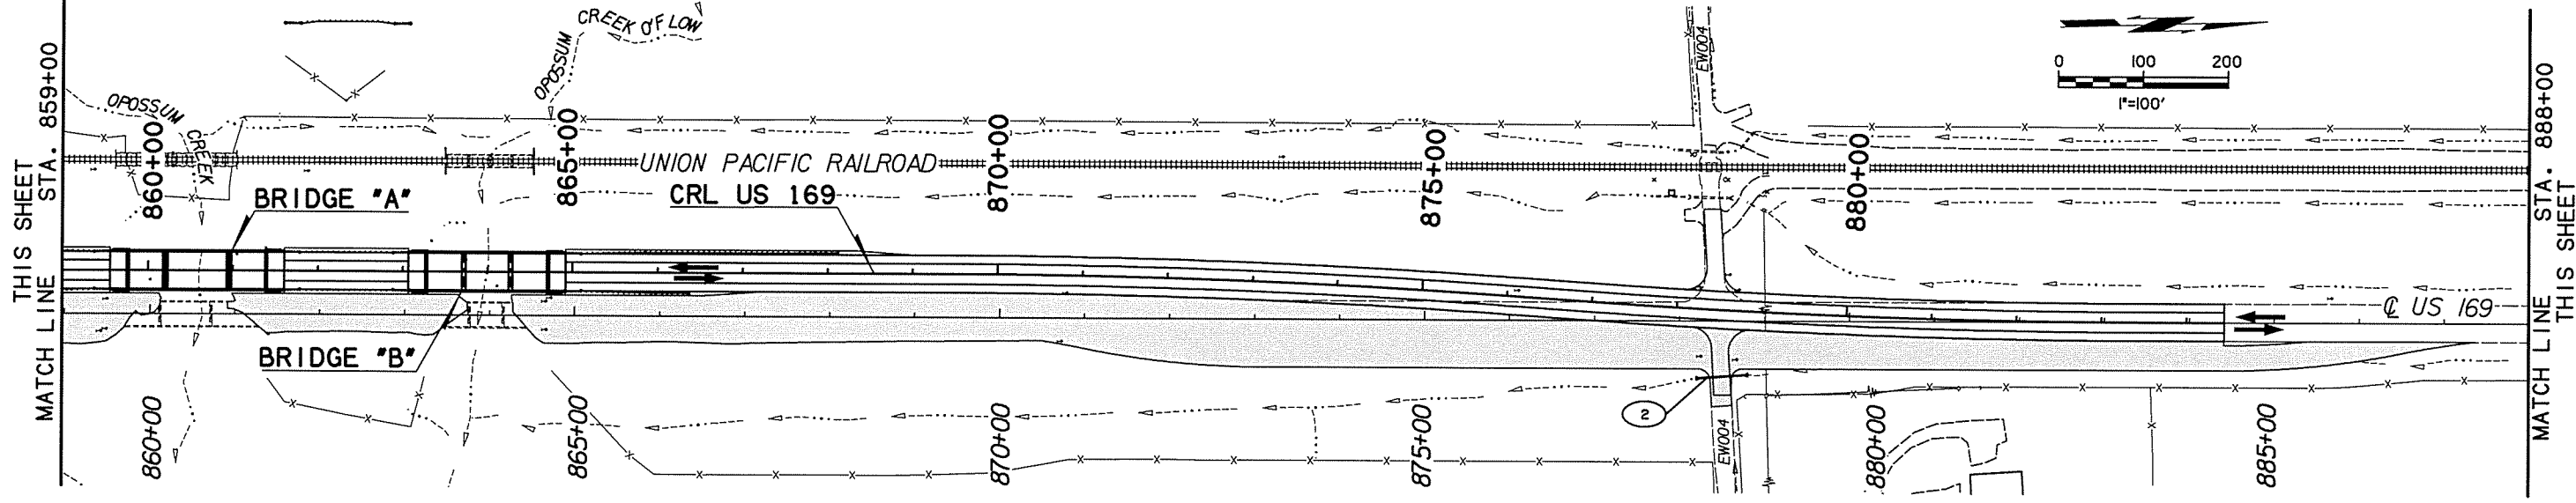 THIS SHEET
MATCH LINE STA. 859+00
CREEK O'FLOW
OPOSSUM
OPOSSUM
CREEK
EW004
0 100 200
1"=100'
860+00
865+00
870+00
875+00
880+00
UNION PACIFIC RAILROAD
BRIDGE "A"
CRL US 169
BRIDGE "B"
℄ US 169
2
EW004
860+00
865+00
870+00
875+00
880+00
885+00
MATCH LINE STA. 888+00
THIS SHEET